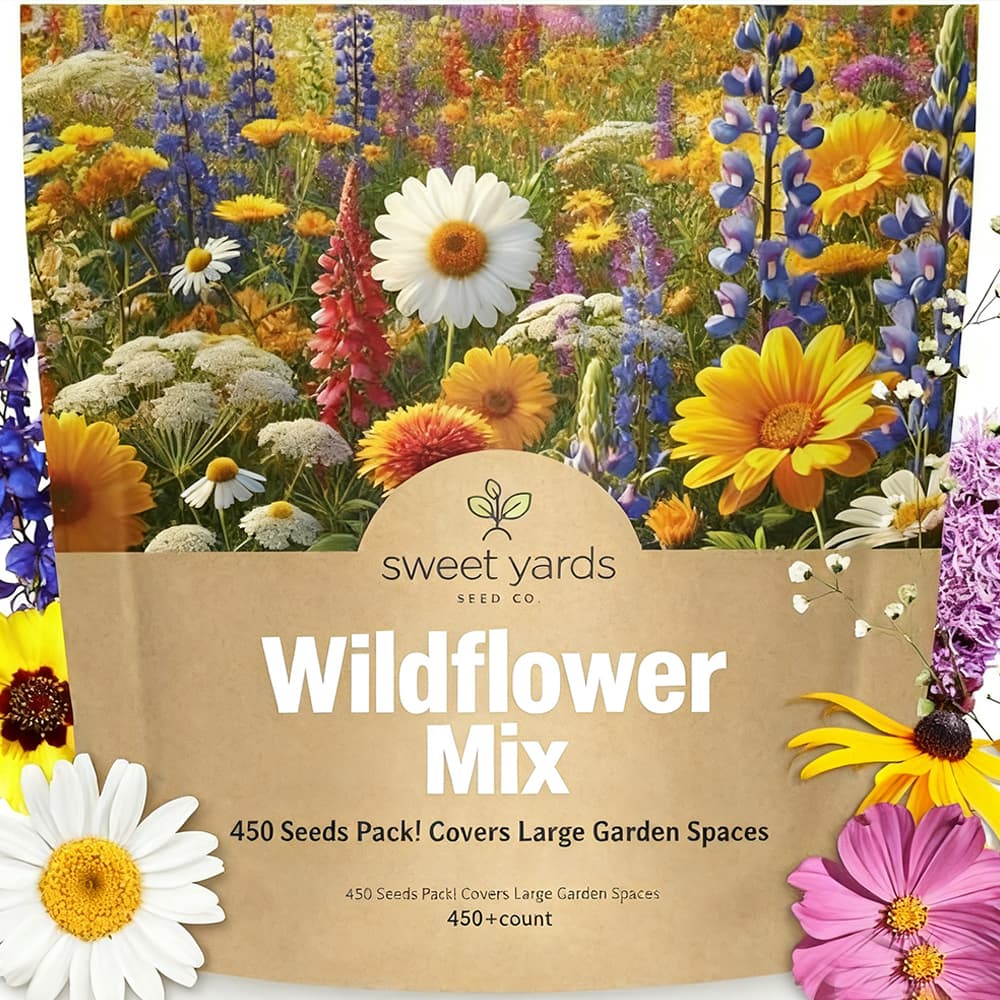 sweet yards
SEED CO.
Wildflower
Mix
450 Seeds Pack! Covers Large Garden Spaces
450 Seeds Pack! Covers Large Garden Spaces
450+count